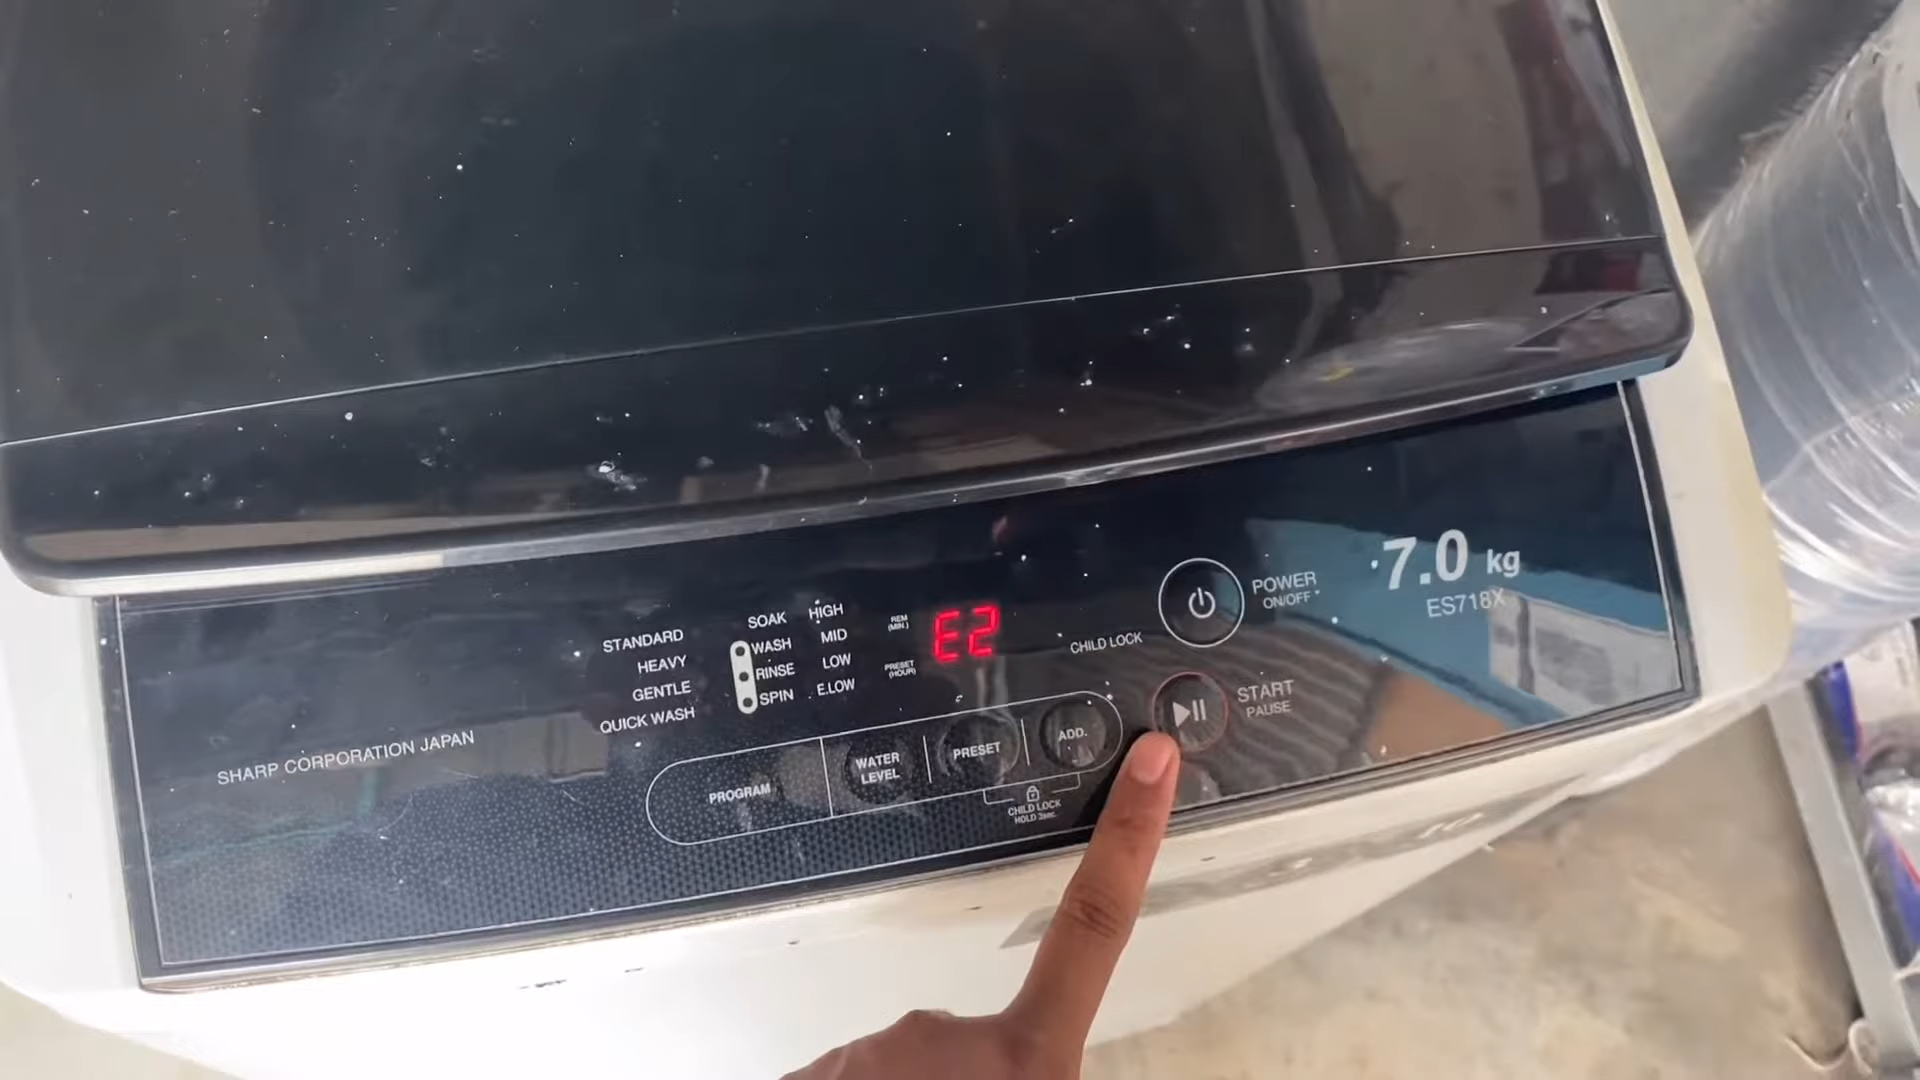 STANDARD
HEAVY
GENTLE
QUICK WASH
SOAK
WASH
RINSE
SPIN
HIGH
MID
LOW
E.LOW
REM
(MIN.)
PRESET
(HOUR)
E2
CHILD LOCK
POWER
ON/OFF
7.0 kg
ES718X
START
PAUSE
SHARP CORPORATION JAPAN
PROGRAM
WATER
LEVEL
PRESET
ADD.
CHILD LOCK
HOLD 3sec.